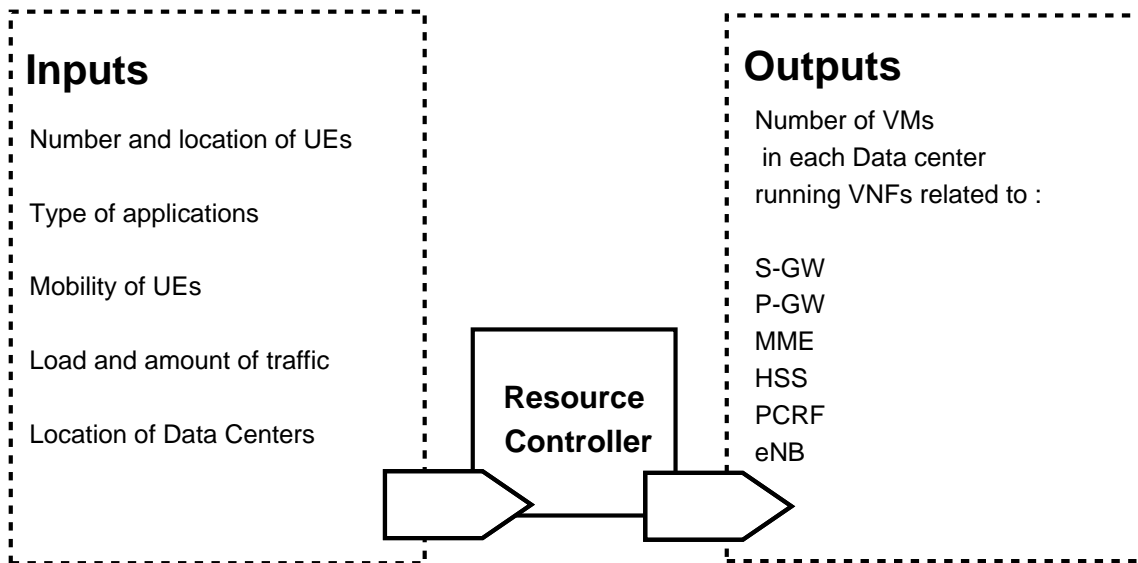 Inputs
Number and location of UEs
Type of applications
Mobility of UEs
Load and amount of traffic
Location of Data Centers
Resource
Controller
Outputs
Number of VMs
in each Data center
running VNFs related to :
S-GW
P-GW
MME
HSS
PCRF
eNB